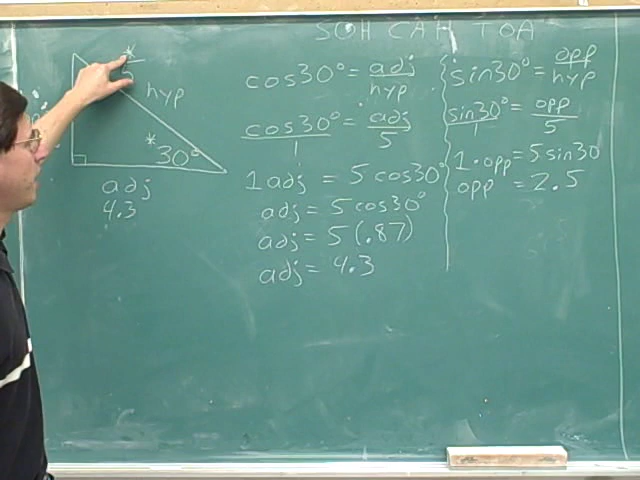 SOH CAH TOA
*
hyp
* 30°
adj
4.3
cos30° = adj/hyp
cos30°/1 = adj/5
1adj = 5cos30°
adj = 5cos30°
adj = 5(.87)
adj = 4.3
sin30° = opp/hyp
sin30°/1 = opp/5
1·opp = 5sin30
opp = 2.5